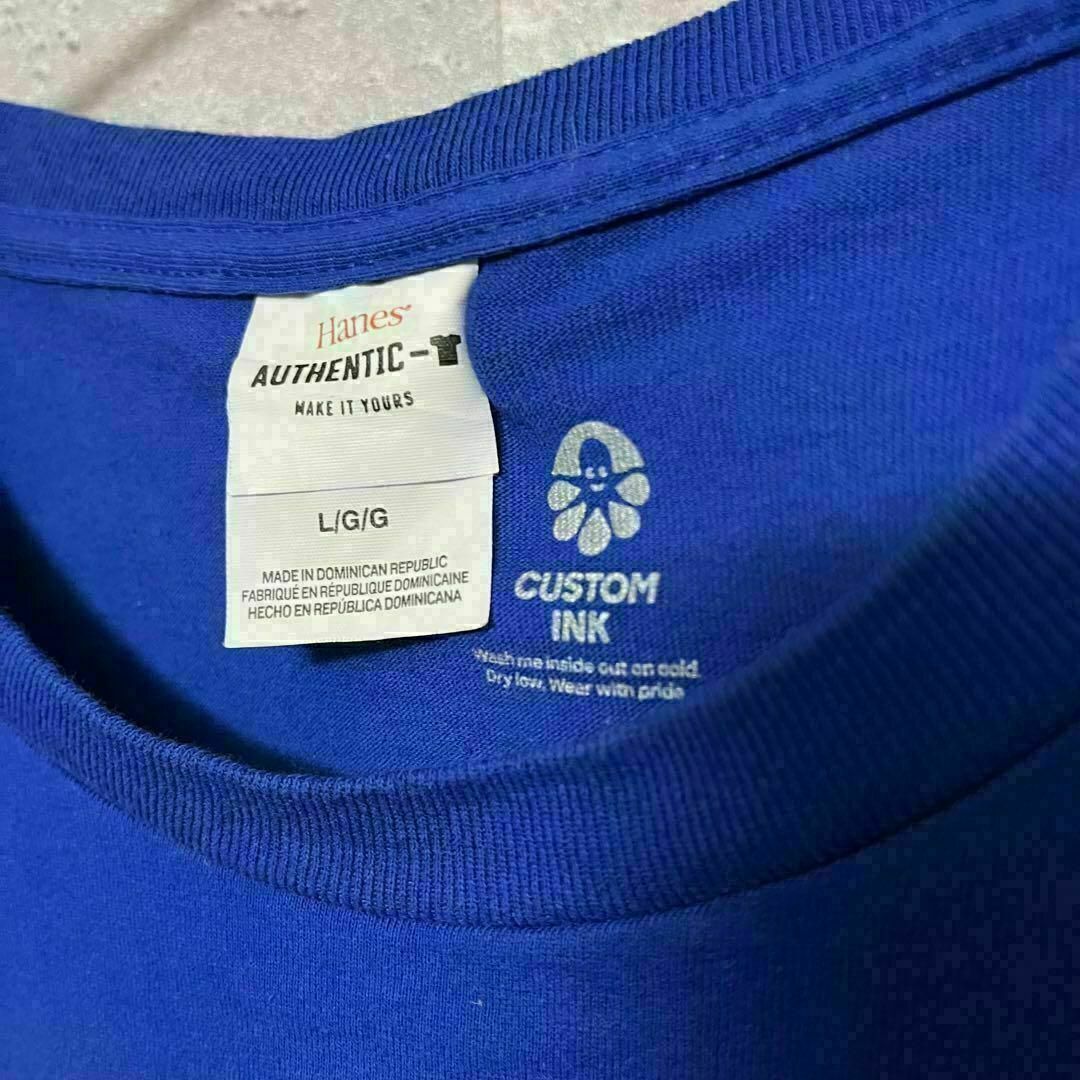 Hanes
AUTHENTIC-T
MAKE IT YOURS
L/G/G
MADE IN DOMINICAN REPUBLIC
FABRIQUÉ EN RÉPUBLIQUE DOMINICAINE
HECHO EN REPÚBLICA DOMINICANA
CUSTOM
INK
Wash me inside out on cold.
Dry low. Wear with pride